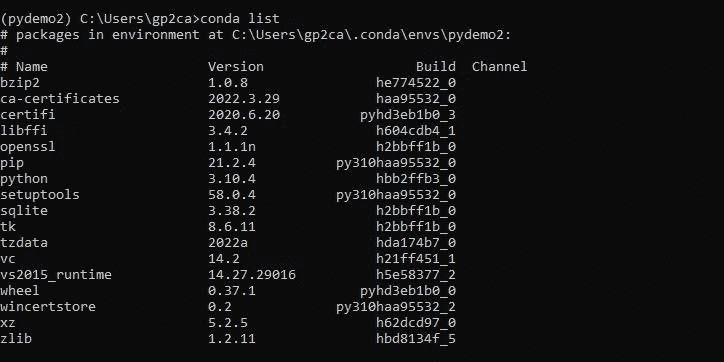 (pydemo2) C:\Users\gp2ca>conda list
# packages in environment at C:\Users\gp2ca\.conda\envs\pydemo2:
#
# Name                    Version                   Build  Channel
bzip2                     1.0.8                he774522_0
ca-certificates           2022.3.29            haa95532_0
certifi                   2020.6.20          pyhd3eb1b0_3
libffi                    3.4.2                h604cdb4_1
openssl                   1.1.1n               h2bbff1b_0
pip                       21.2.4          py310haa95532_0
python                    3.10.4               hbb2ffb3_0
setuptools                58.0.4          py310haa95532_0
sqlite                    3.38.2               h2bbff1b_0
tk                        8.6.11               h2bbff1b_0
tzdata                    2022a                hda174b7_0
vc                        14.2                 h21ff451_1
vs2015_runtime            14.27.29016          h5e58377_2
wheel                     0.37.1             pyhd3eb1b0_0
wincertstore              0.2             py310haa95532_2
xz                        5.2.5                h62dcd97_0
zlib                      1.2.11               hbd8134f_5